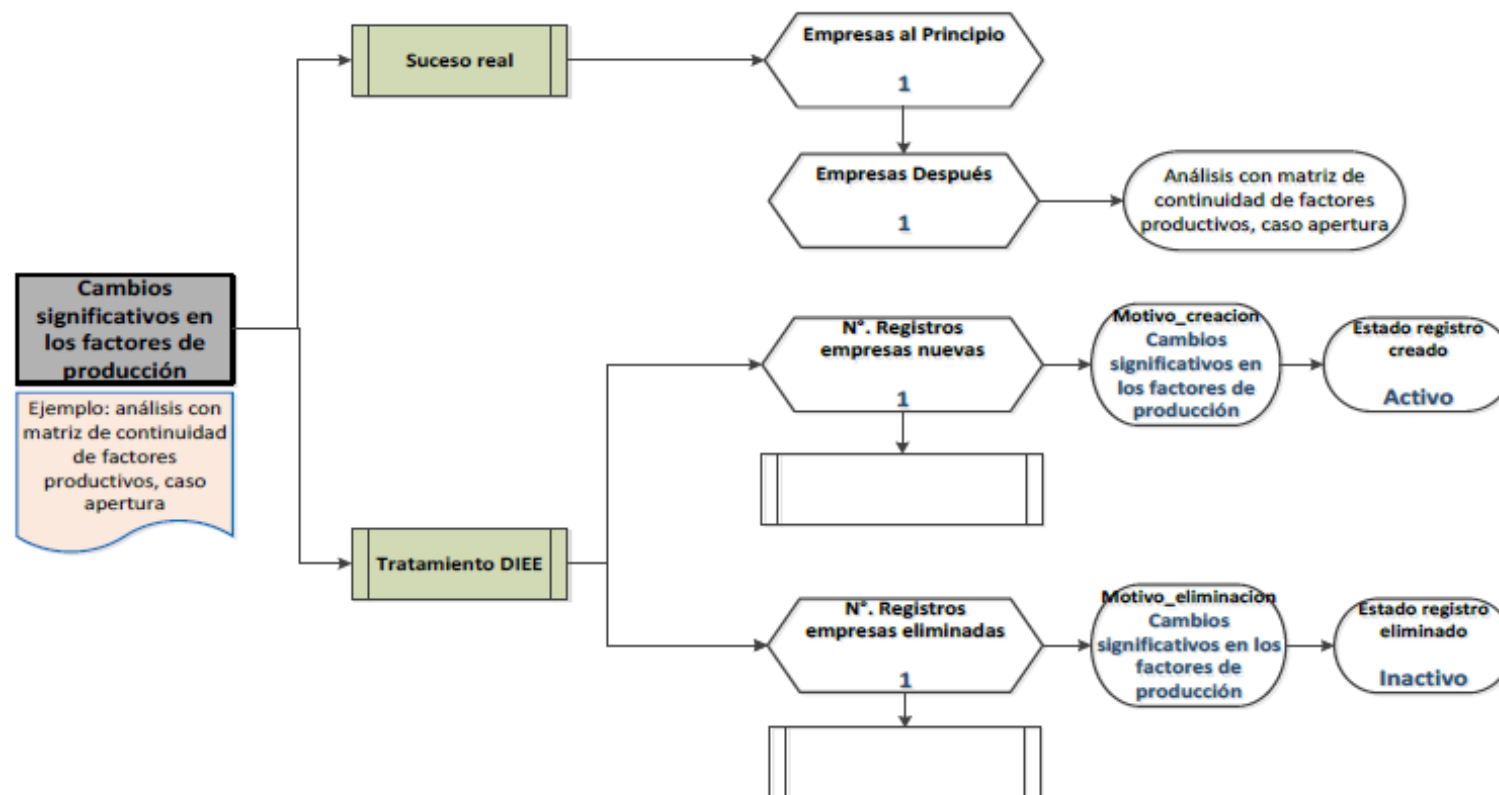 Suceso real
Empresas al Principio
1
Empresas Después
1
Análisis con matriz de
continuidad de factores
productivos, caso apertura
Cambios
significativos en
los factores de
producción
Ejemplo: análisis con
matriz de continuidad
de factores
productivos, caso
apertura
Tratamiento DIEE
N°. Registros
empresas nuevas
1
Motivo_creacion
Cambios
significativos en
los factores de
producción
Estado registro
creado
Activo
N°. Registros
empresas eliminadas
1
Motivo_eliminación
Cambios
significativos en los
factores de
producción
Estado registro
eliminado
Inactivo